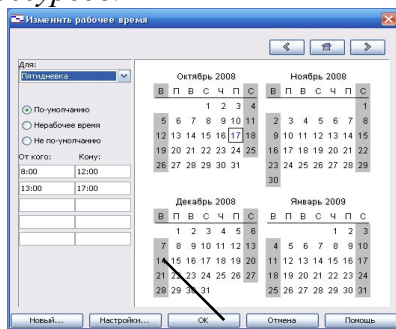 Изменить рабочее время
Для:
Пятидневка
По-умолчанию
Нерабочее время
Не по-умолчанию
От кого: Кому:
8:00 12:00
13:00 17:00
Октябрь 2008
В П В С Ч П С
1 2 3 4
5 6 7 8 9 10 11
12 13 14 15 16 17 18
19 20 21 22 23 24 25
26 27 28 29 30 31
Ноябрь 2008
В П В С Ч П С
1
2 3 4 5 6 7 8
9 10 11 12 13 14 15
16 17 18 19 20 21 22
23 24 25 26 27 28 29
30
Декабрь 2008
В П В С Ч П С
1 2 3 4 5 6
7 8 9 10 11 12 13
14 15 16 17 18 19 20
21 22 23 24 25 26 27
28 29 30 31
Январь 2009
В П В С Ч П С
1 2 3
4 5 6 7 8 9 10
11 12 13 14 15 16 17
18 19 20 21 22 23 24
25 26 27 28 29 30 31
Новый... Настройки... ОК Отмена Помощь